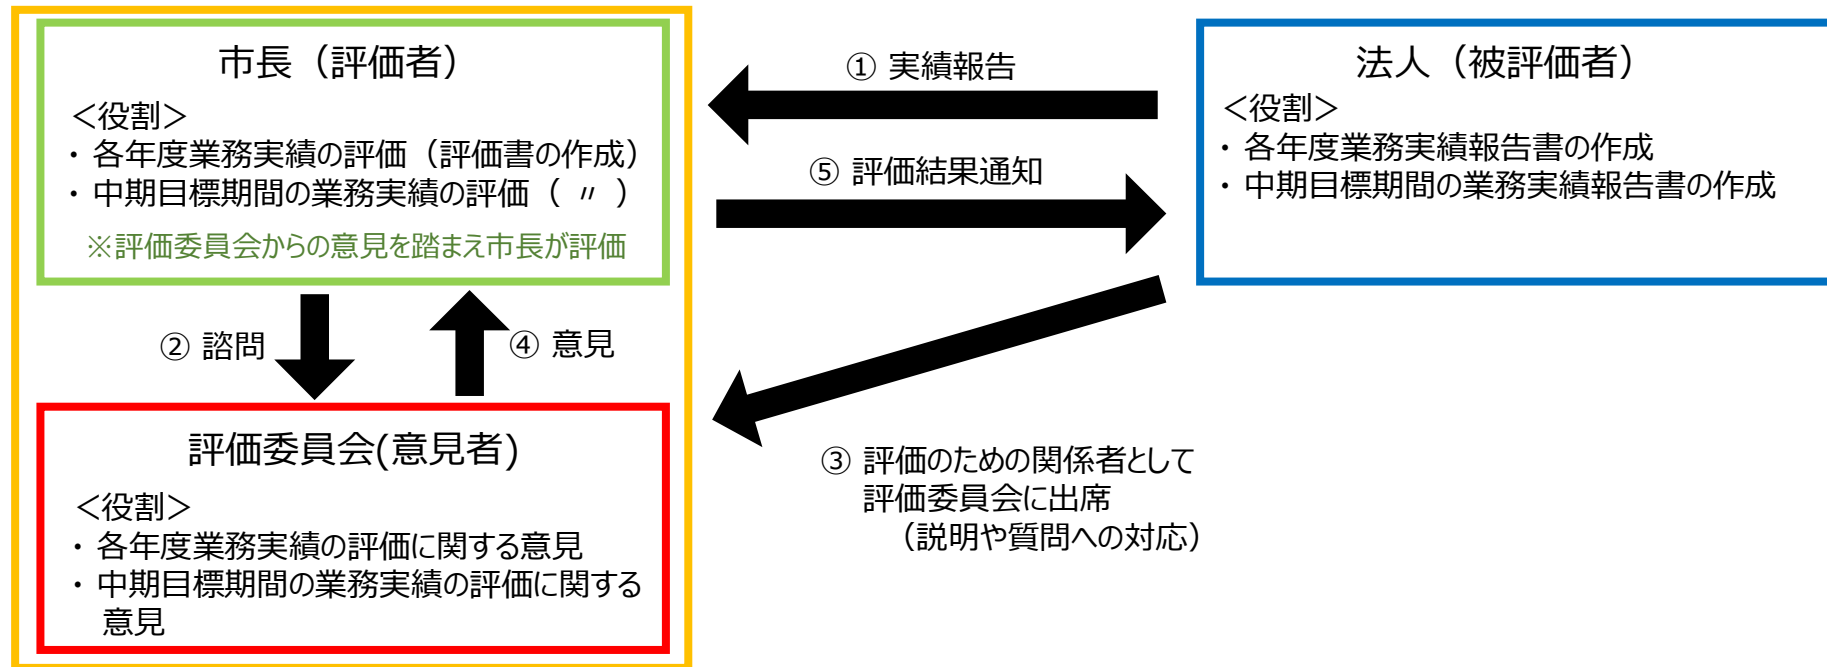 市長（評価者）
＜役割＞
・各年度業務実績の評価（評価書の作成）
・中期目標期間の業務実績の評価（ 〃 ）
※評価委員会からの意見を踏まえ市長が評価
① 実績報告
⑤ 評価結果通知
法人（被評価者）
＜役割＞
・各年度業務実績報告書の作成
・中期目標期間の業務実績報告書の作成
② 諮問
④ 意見
評価委員会(意見者)
＜役割＞
・各年度業務実績の評価に関する意見
・中期目標期間の業務実績の評価に関する
意見
③ 評価のための関係者として
評価委員会に出席
（説明や質問への対応）